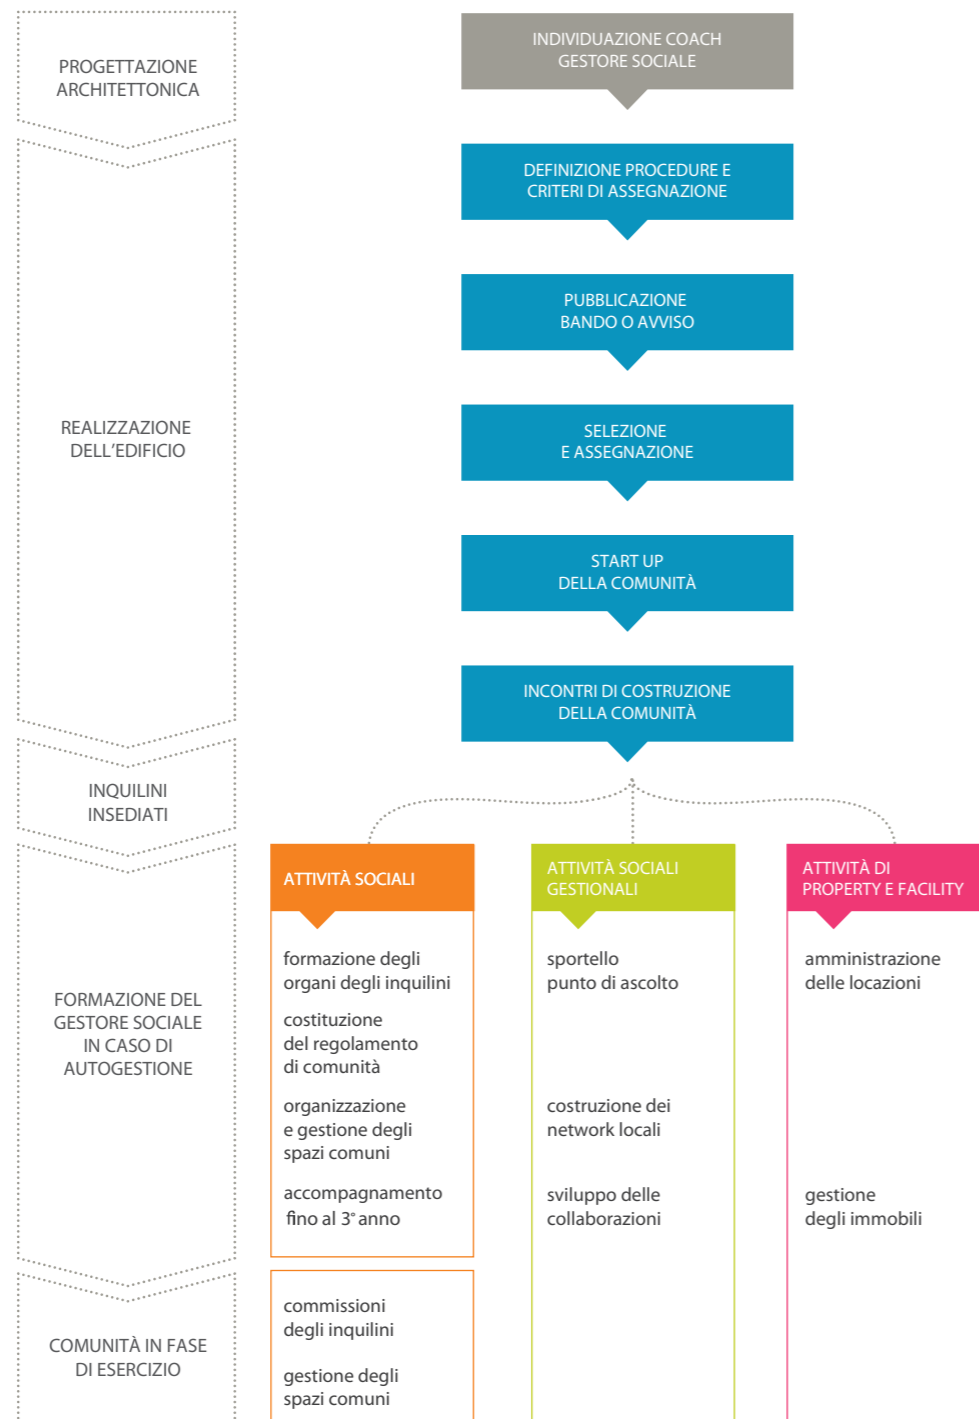 PROGETTAZIONE
ARCHITETTONICA
INDIVIDUAZIONE COACH
GESTORE SOCIALE
DEFINIZIONE PROCEDURE E
CRITERI DI ASSEGNAZIONE
PUBBLICAZIONE
BANDO O AVVISO
REALIZZAZIONE
DELL'EDIFICIO
SELEZIONE
E ASSEGNAZIONE
START UP
DELLA COMUNITÀ
INCONTRI DI COSTRUZIONE
DELLA COMUNITÀ
INQUILINI
INSEDIATI
FORMAZIONE DEL
GESTORE SOCIALE
IN CASO DI
AUTOGESTIONE
ATTIVITÀ SOCIALI
formazione degli
organi degli inquilini
costituzione
del regolamento
di comunità
organizzazione
e gestione degli
spazi comuni
accompagnamento
fino al 3° anno
ATTIVITÀ SOCIALI
GESTIONALI
sportello
punto di ascolto
costruzione dei
network locali
sviluppo delle
collaborazioni
ATTIVITÀ DI
PROPERTY E FACILITY
amministrazione
delle locazioni
gestione
degli immobili
COMUNITÀ IN FASE
DI ESERCIZIO
commissioni
degli inquilini
gestione degli
spazi comuni